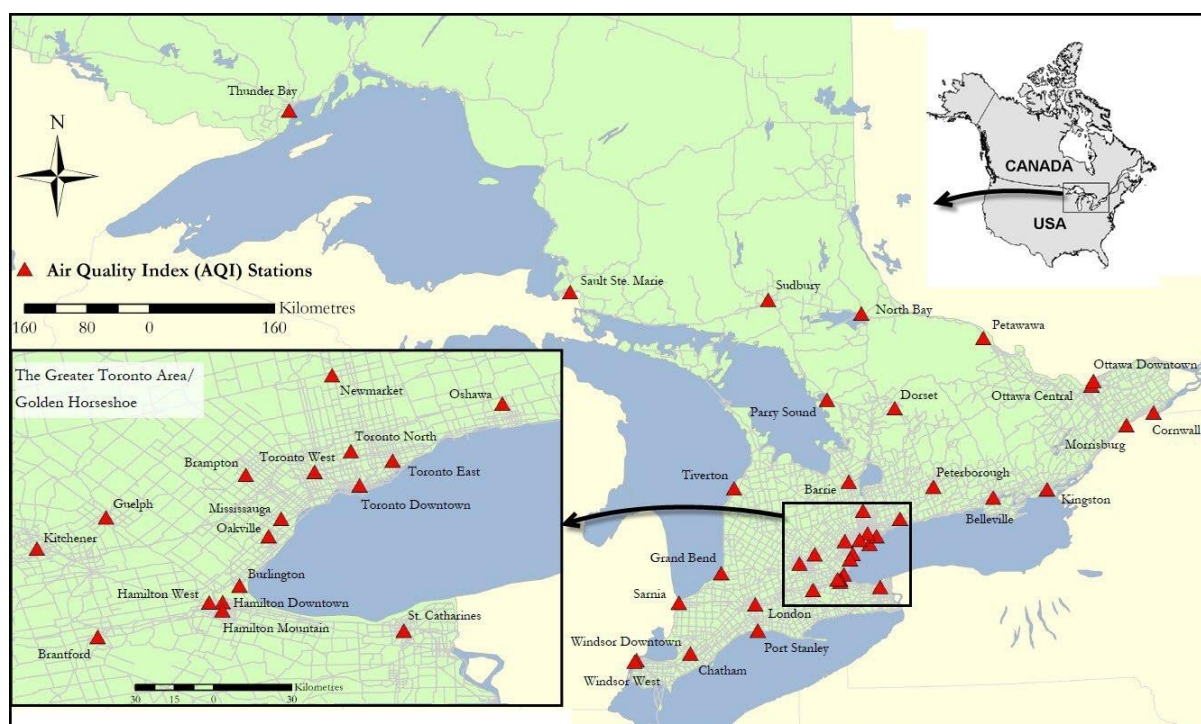 Thunder Bay
N
CANADA
USA
Air Quality Index (AQI) Stations
Kilometres
160 80 0 160
Sault Ste. Marie
Sudbury
North Bay
Petawawa
Ottawa Downtown
Ottawa Central
Cornwall
Morrisburg
Parry Sound
Dorset
Tiverton
Barrie
Peterborough
Belleville
Kingston
Grand Bend
Sarnia
London
Windsor Downtown
Port Stanley
Chatham
Windsor West
The Greater Toronto Area/
Golden Horseshoe
Newmarket
Oshawa
Toronto North
Toronto West
Brampton
Toronto East
Toronto Downtown
Guelph
Mississauga
Oakville
Kitchener
Burlington
Hamilton West
Hamilton Downtown
Hamilton Mountain
St. Catharines
Brantford
Kilometres
30 15 0 30